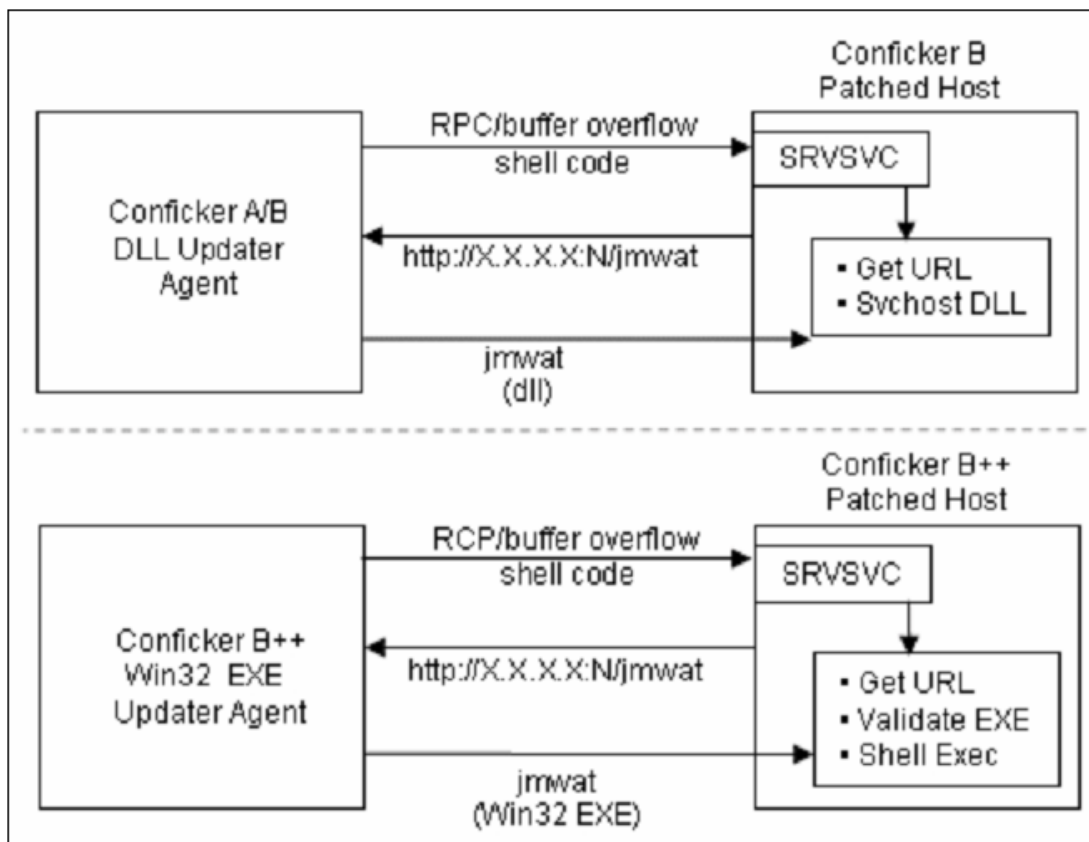 Conficker B
Patched Host
RPC/buffer overflow
shell code
SRVSVC
Conficker A/B
DLL Updater
Agent
http://X.X.X.X:N/jmwat
▪ Get URL
▪ Svchost DLL
jmwat
(dll)
Conficker B++
Patched Host
RCP/buffer overflow
shell code
SRVSVC
Conficker B++
Win32 EXE
Updater Agent
http://X.X.X.X:N/jmwat
▪ Get URL
▪ Validate EXE
▪ Shell Exec
jmwat
(Win32 EXE)